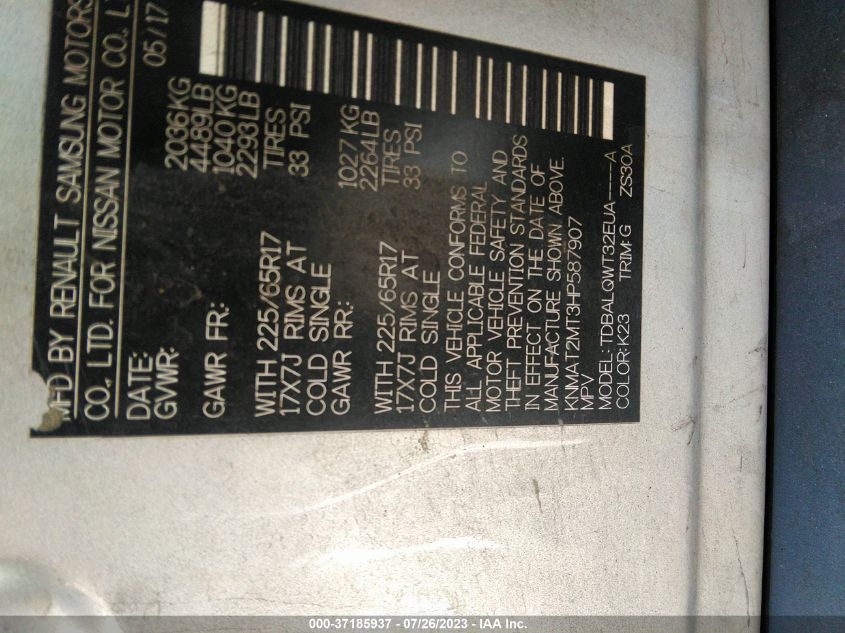 MFD BY RENAULT SAMSUNG MOTORS
CO., LTD. FOR NISSAN MOTOR CO.,
DATE: 05/17
GVWR: 2036KG
4489LB
GAWR FR: 1040KG
2293LB
WITH 225/65R17 TIRES
17X7J RIMS AT 33 PSI
COLD SINGLE
GAWR RR: 1027KG
2264LB
WITH 225/65R17 TIRES
17X7J RIMS AT 33 PSI
COLD SINGLE
THIS VEHICLE CONFORMS TO
ALL APPLICABLE FEDERAL
MOTOR VEHICLE SAFETY AND
THEFT PREVENTION STANDARDS
IN EFFECT ON THE DATE OF
MANUFACTURE SHOWN ABOVE.
KNMAT2MT3HP587907
MPV
MODEL: TDBALQWT32EUA----A
COLOR: K23 TRIM: G ZS30A
000-37185937 - 07/26/2023 - IAA Inc.